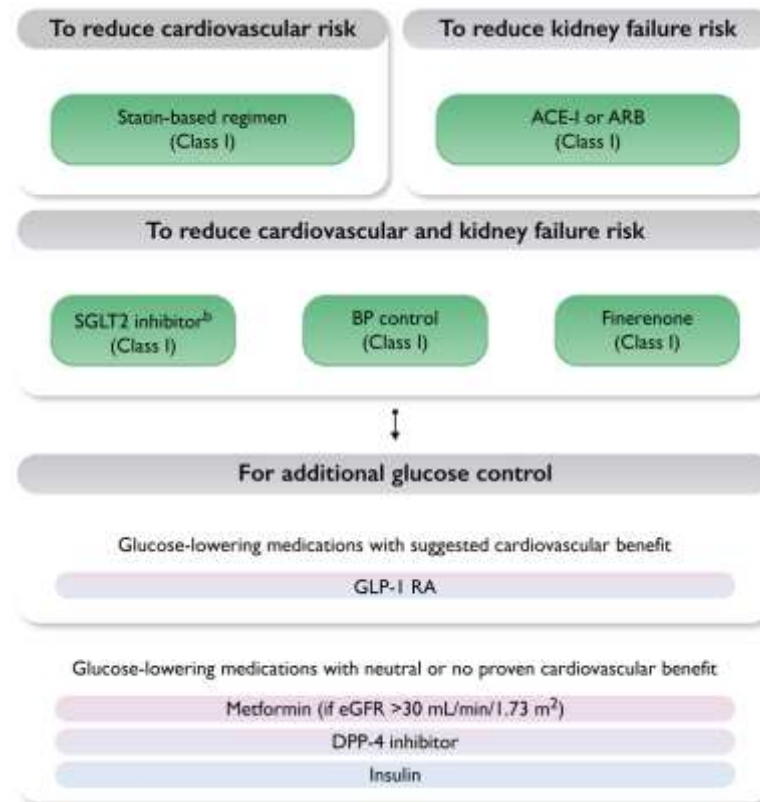 To reduce cardiovascular risk
To reduce kidney failure risk
Statin-based regimen
(Class I)
ACE-I or ARB
(Class I)
To reduce cardiovascular and kidney failure risk
SGLT2 inhibitorᵇ
(Class I)
BP control
(Class I)
Finerenone
(Class I)
For additional glucose control
Glucose-lowering medications with suggested cardiovascular benefit
GLP-1 RA
Glucose-lowering medications with neutral or no proven cardiovascular benefit
Metformin (if eGFR >30 mL/min/1.73 m²)
DPP-4 inhibitor
Insulin